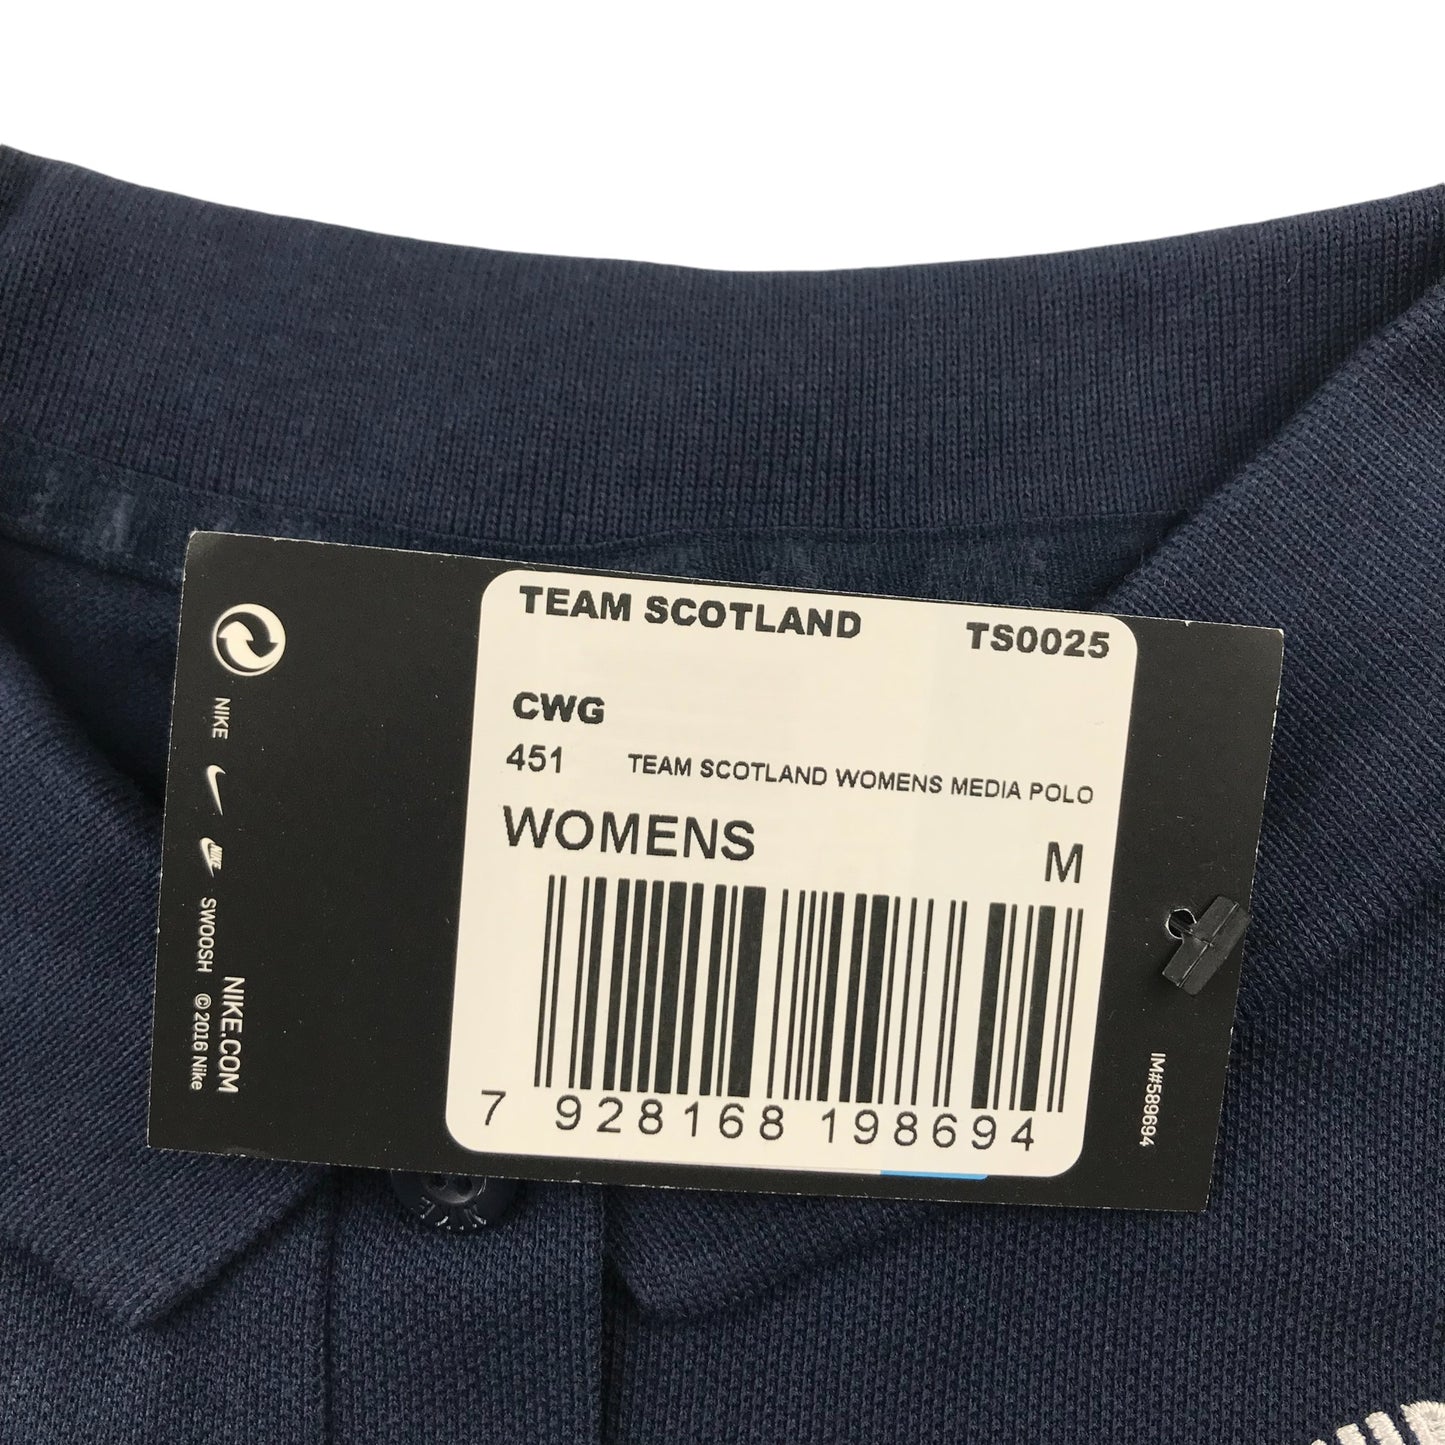 TEAM SCOTLAND TS0025
CWG
451 TEAM SCOTLAND WOMENS MEDIA POLO
WOMENS M
7 928168 198694
NIKE
NIKE
SWOOSH
NIKE.COM
©2016 Nike
IM#589694